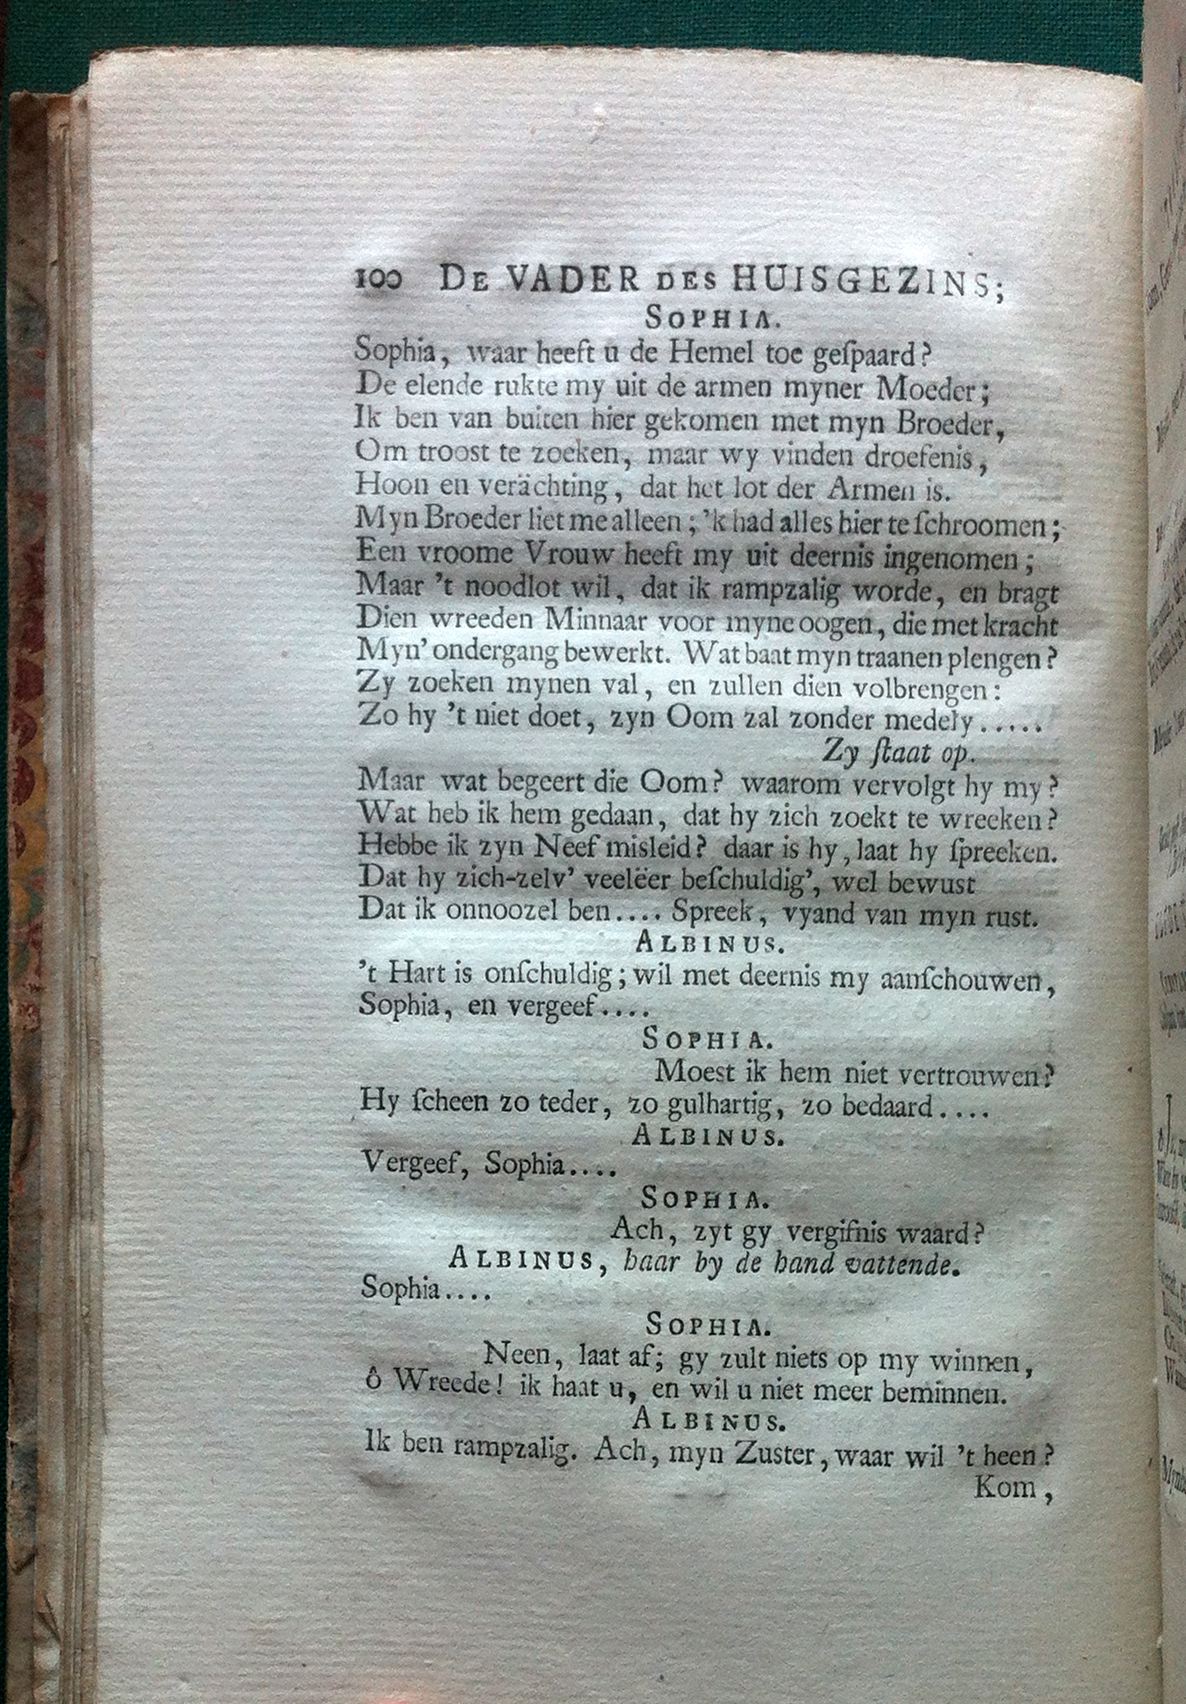 100 DE VADER DES HUISGEZINS;
SOPHIA.
Sophia, waar heeft u de Hemel toe geſpaard?
De elende rukte my uit de armen myner Moeder;
Ik ben van buiten hier gekomen met myn Broeder,
Om troost te zoeken, maar wy vinden droefenis,
Hoon en verächting, dat het lot der Armen is.
Myn Broeder liet me alleen; 'k had alles hier te ſchroomen;
Een vroome Vrouw heeft my uit deernis ingenomen;
Maar 't noodlot wil, dat ik rampzalig worde, en bragt
Dien wreeden Minnaar voor myne oogen, die met kracht
Myn' ondergang bewerkt. Wat baat myn traanen plengen?
Zy zoeken mynen val, en zullen dien volbrengen:
Zo hy 't niet doet, zyn Oom zal zonder medely.....
Zy ſtaat op.
Maar wat begeert die Oom? waarom vervolgt hy my?
Wat heb ik hem gedaan, dat hy zich zoekt te wreeken?
Hebbe ik zyn Neef misleid? daar is hy, laat hy ſpreeken.
Dat hy zich-zelv' veelëer beſchuldig', wel bewust
Dat ik onnoozel ben.... Spreek, vyand van myn rust.
ALBINUS.
't Hart is onſchuldig; wil met deernis my aanſchouwen,
Sophia, en vergeef....
SOPHIA.
Moest ik hem niet vertrouwen?
Hy ſcheen zo teder, zo gulhartig, zo bedaard....
ALBINUS.
Vergeef, Sophia....
SOPHIA.
Ach, zyt gy vergifnis waard?
ALBINUS, haar by de hand vattende.
Sophia....
SOPHIA.
Neen, laat af; gy zult niets op my winnen,
ô Wreede! ik haat u, en wil u niet meer beminnen.
ALBINUS.
Ik ben rampzalig. Ach, myn Zuster, waar wil 't heen?
Kom,